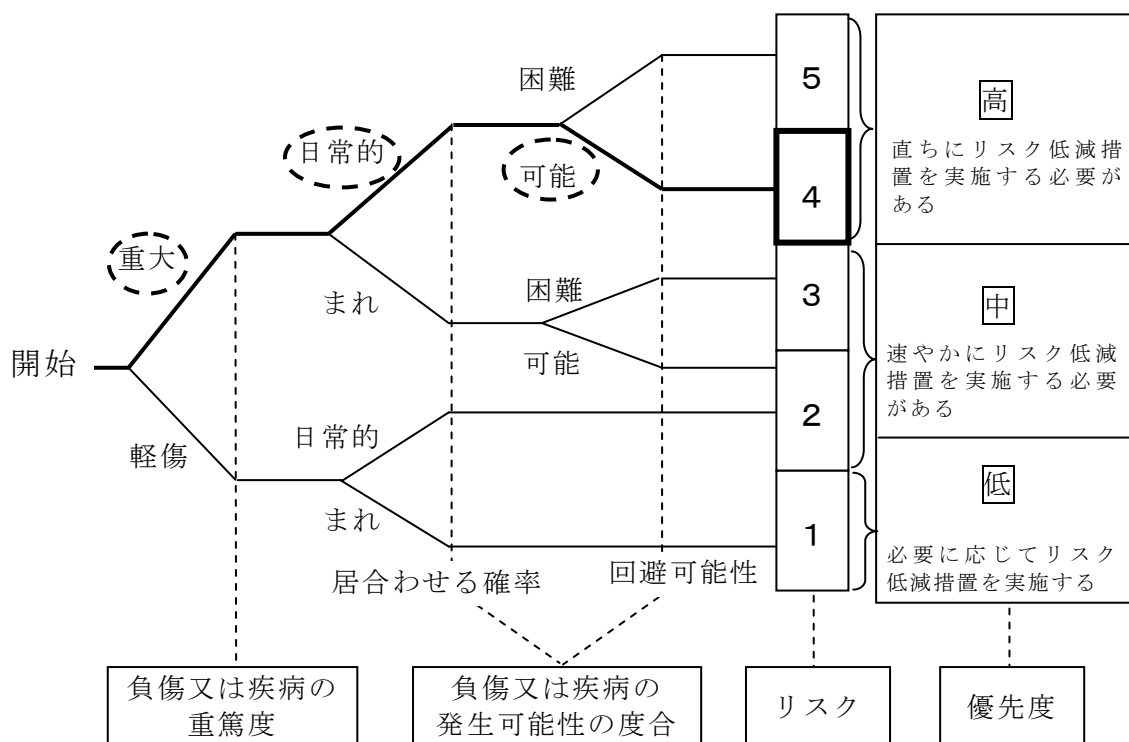 困難
5
高
日常的
可能
直ちにリスク低減措
置を実施する必要が
ある
4
重大
まれ
困難
3
中
開始
可能
速やかにリスク低減
措置を実施する必要
がある
日常的
2
軽傷
低
まれ
1
必要に応じてリスク
低減措置を実施する
居合わせる確率
回避可能性
負傷又は疾病の
重篤度
負傷又は疾病の
発生可能性の度合
リスク
優先度